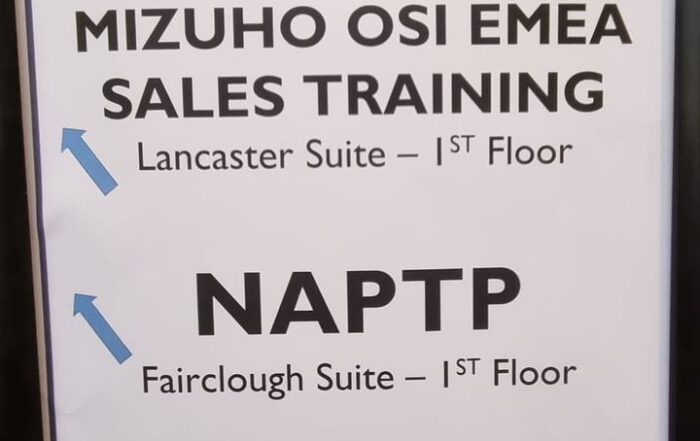 MIZUHO OSI EMEA
SALES TRAINING
Lancaster Suite – 1ST Floor
NAPTP
Fairclough Suite – 1ST Floor